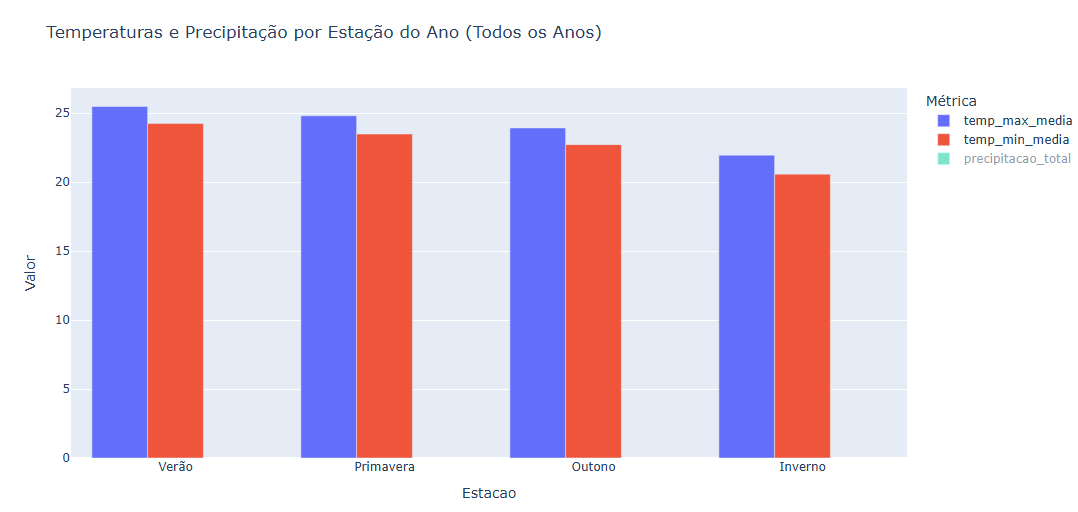 Temperaturas e Precipitação por Estação do Ano (Todos os Anos)
Métrica
temp_max_media
temp_min_media
precipitacao_total
Valor
25
20
15
10
5
0
Verão
Primavera
Outono
Inverno
Estacao